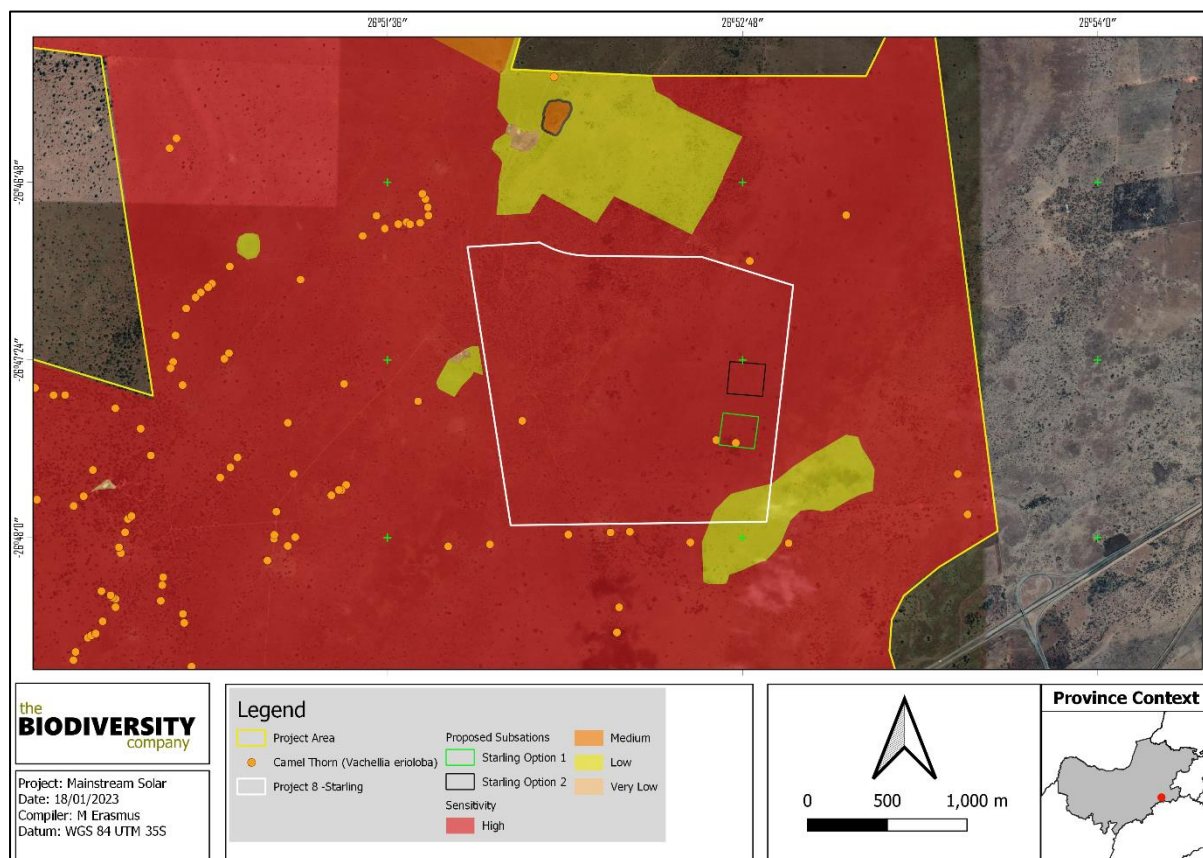 26°51'36"
26°52'48"
26°54'0"
-26°46'48"
-26°47'24"
-26°48'0"
the
BIODIVERSITY
company
Project: Mainstream Solar
Date: 18/01/2023
Compiler: M Erasmus
Datum: WGS 84 UTM 35S
Legend
Project Area
Camel Thorn (Vachellia erioloba)
Project 8 -Starling
Proposed Subsations
Starling Option 1
Starling Option 2
Sensitivity
High
Medium
Low
Very Low
0 500 1,000 m
Province Context